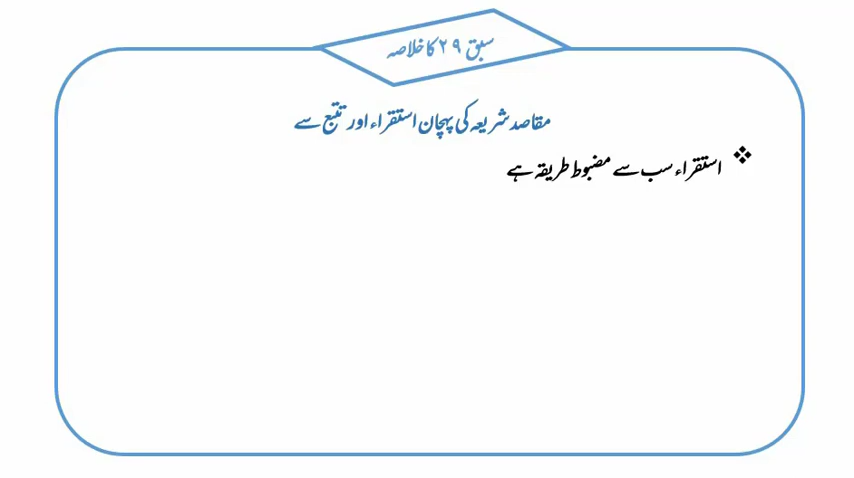 سبق ۲۹ کا خلاصہ
مقاصد شریعہ کی پہچان استقراء اور تتبع سے
❖ استقراء سب سے مضبوط طریقہ ہے